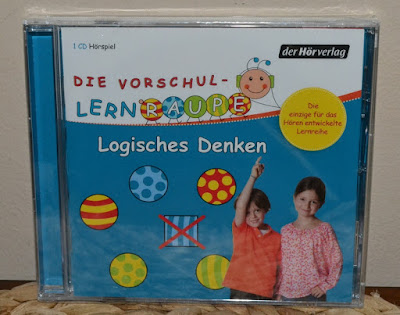 1 CD Hörspiel
der Hörverlag
DIE VORSCHUL-
LERNRAUPE
Logisches Denken
Die
einzige für das
Hören entwickelte
Lernreihe